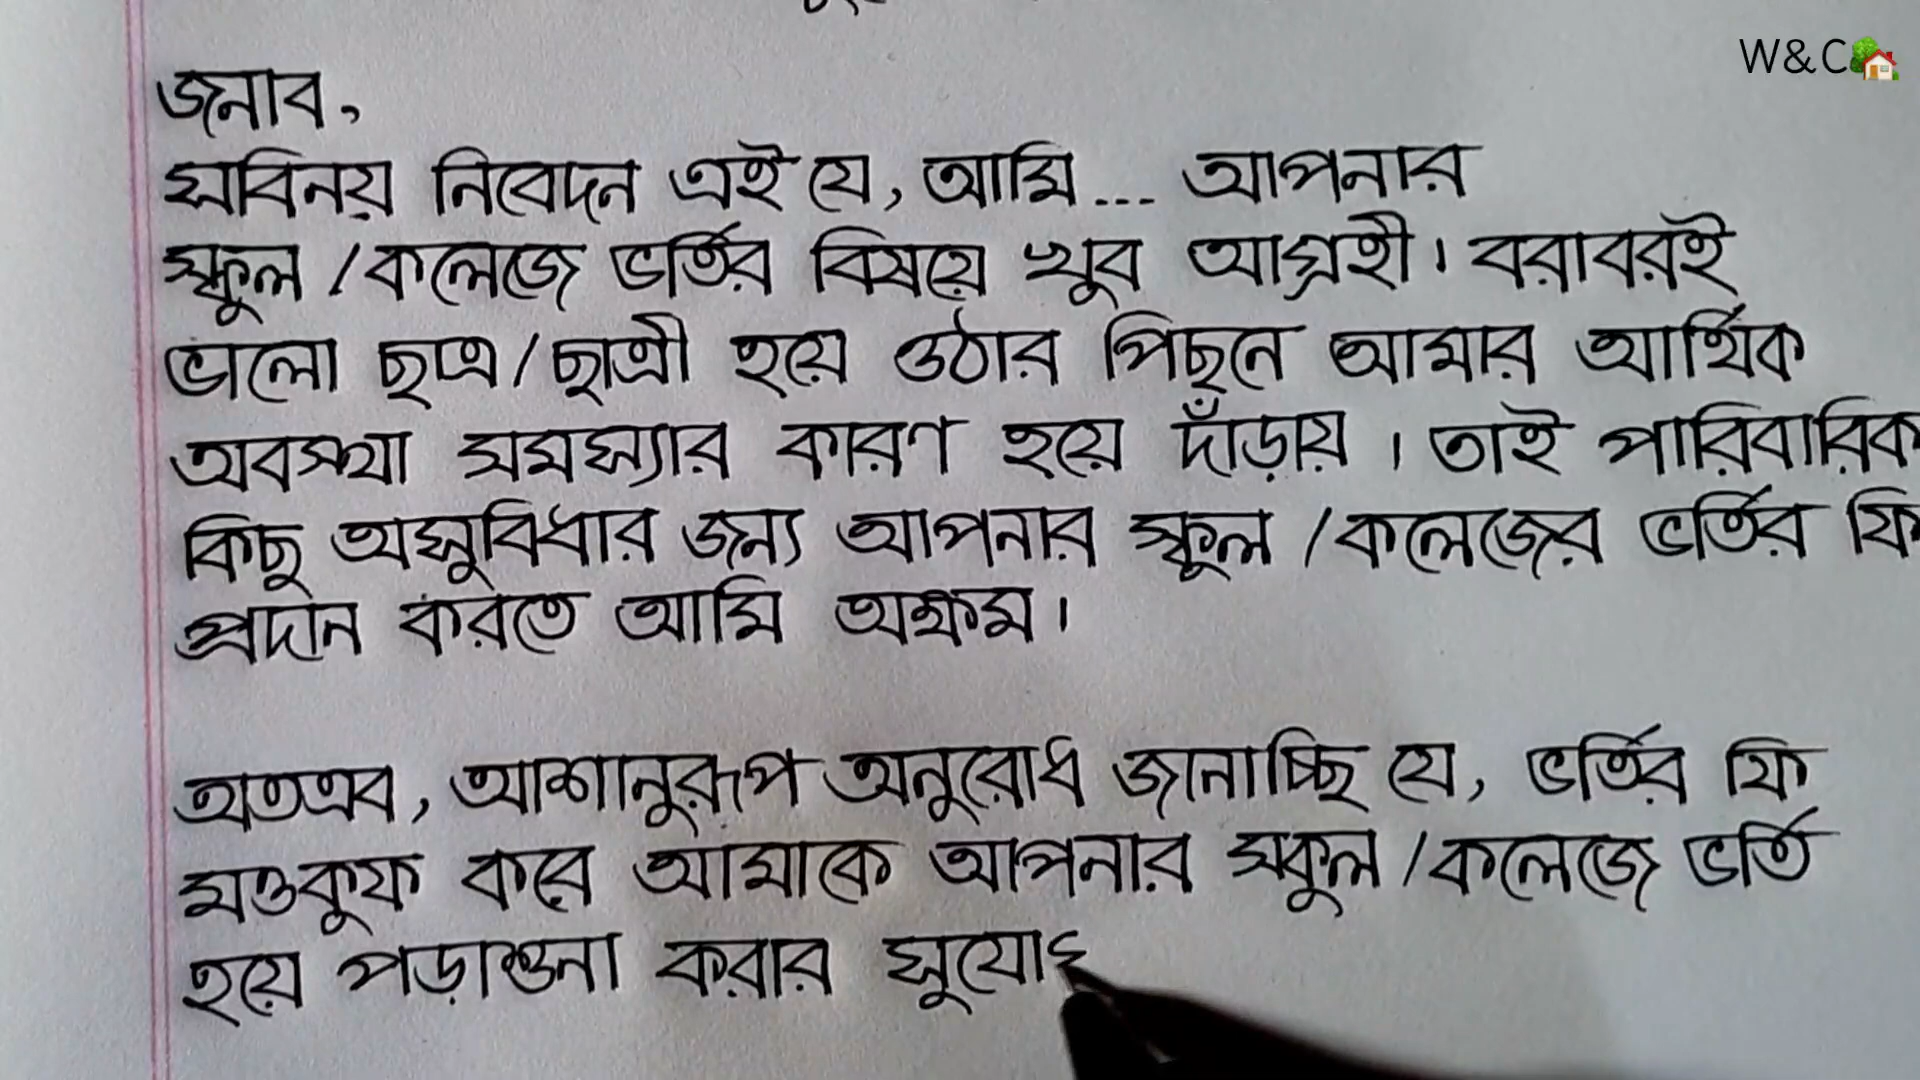 W&C
জনাব,
সবিনয় নিবেদন এই যে, আমি... আপনার
স্কুল /কলেজে ভর্তির বিষয়ে খুব আগ্রহী। বরাবরই
ভালো ছাত্র/ছাত্রী হয়ে ওঠার পিছনে আমার আর্থিক
অবস্থা সমস্যার কারণ হয়ে দাঁড়ায়। তাই পারিবারিক
কিছু অসুবিধার জন্য আপনার স্কুল /কলেজের ভর্তির ফি
প্রদান করতে আমি অক্ষম।
অতএব, আশানুরূপ অনুরোধ জানাচ্ছি যে, ভর্তির ফি
মওকুফ করে আমাকে আপনার স্কুল /কলেজে ভর্তি
হয়ে পড়াশুনা করার